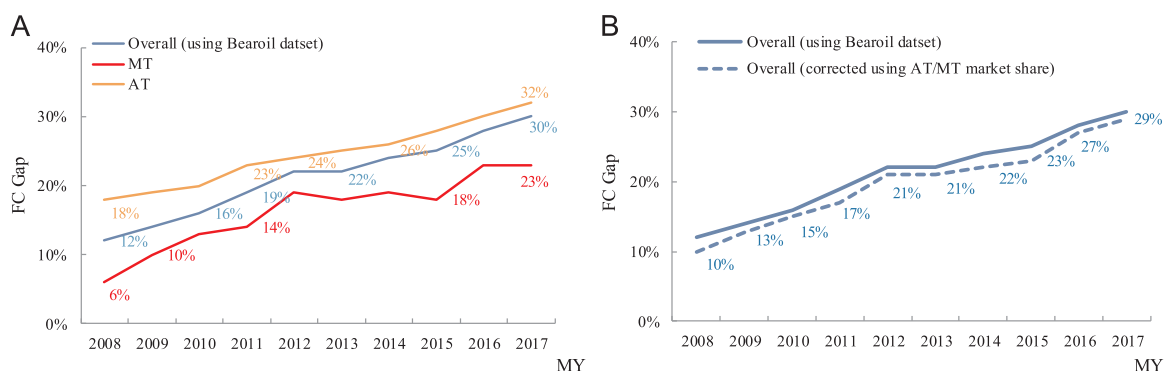 A
40%
30%
20%
10%
0%
FC Gap
Overall (using Bearoil datset)
MT
AT
18%
23%
24%
26%
32%
12%
16%
19%
22%
25%
30%
6%
10%
14%
18%
23%
2008 2009 2010 2011 2012 2013 2014 2015 2016 2017
MY
B
40%
30%
20%
10%
0%
FC Gap
Overall (using Bearoil datset)
Overall (corrected using AT/MT market share)
10%
13%
15%
17%
21%
21%
22%
23%
27%
29%
2008 2009 2010 2011 2012 2013 2014 2015 2016 2017
MY